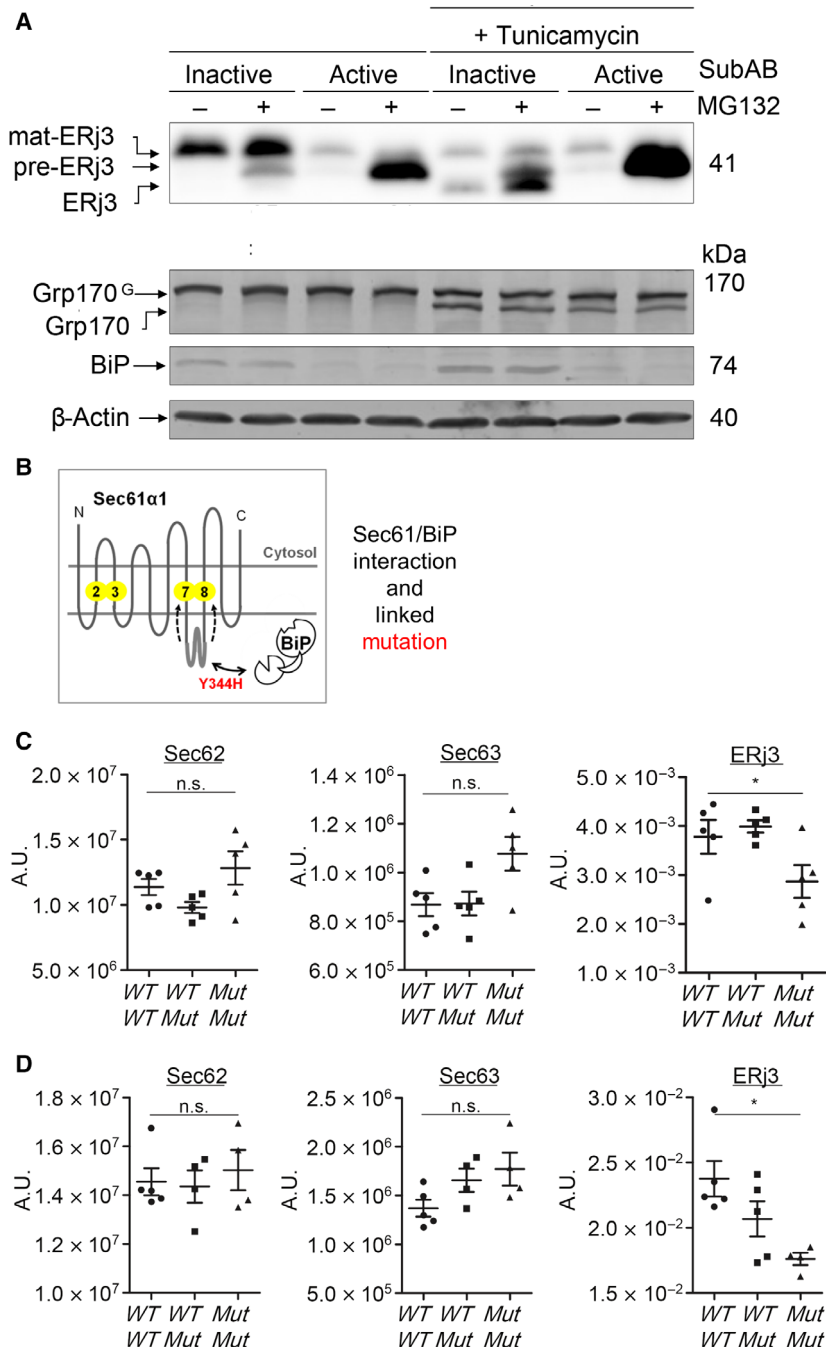 A
+ Tunicamycin
Inactive Active Inactive Active SubAB
– + – + – + – + MG132
mat-ERj3
pre-ERj3 41
ERj3
:
kDa
Grp170 G 170
Grp170
BiP 74
β-Actin 40
B
Sec61α1
N C
Cytosol
2 3 7 8
BiP
Y344H
Sec61/BiP
interaction
and
linked
mutation
C
Sec62
n.s.
A.U.
2.0 × 10⁷
1.5 × 10⁷
1.0 × 10⁷
5.0 × 10⁶
WT WT Mut
WT Mut Mut
Sec63
n.s.
A.U.
1.4 × 10⁶
1.2 × 10⁶
1.0 × 10⁶
8.0 × 10⁵
6.0 × 10⁵
WT WT Mut
WT Mut Mut
ERj3
*
A.U.
5.0 × 10⁻³
4.0 × 10⁻³
3.0 × 10⁻³
2.0 × 10⁻³
1.0 × 10⁻³
WT WT Mut
WT Mut Mut
D
Sec62
n.s.
A.U.
1.8 × 10⁷
1.6 × 10⁷
1.4 × 10⁷
1.2 × 10⁷
1.0 × 10⁷
WT WT Mut
WT Mut Mut
Sec63
n.s.
A.U.
2.5 × 10⁶
2.0 × 10⁶
1.5 × 10⁶
1.0 × 10⁶
5.0 × 10⁵
WT WT Mut
WT Mut Mut
ERj3
*
A.U.
3.0 × 10⁻²
2.5 × 10⁻²
2.0 × 10⁻²
1.5 × 10⁻²
WT WT Mut
WT Mut Mut